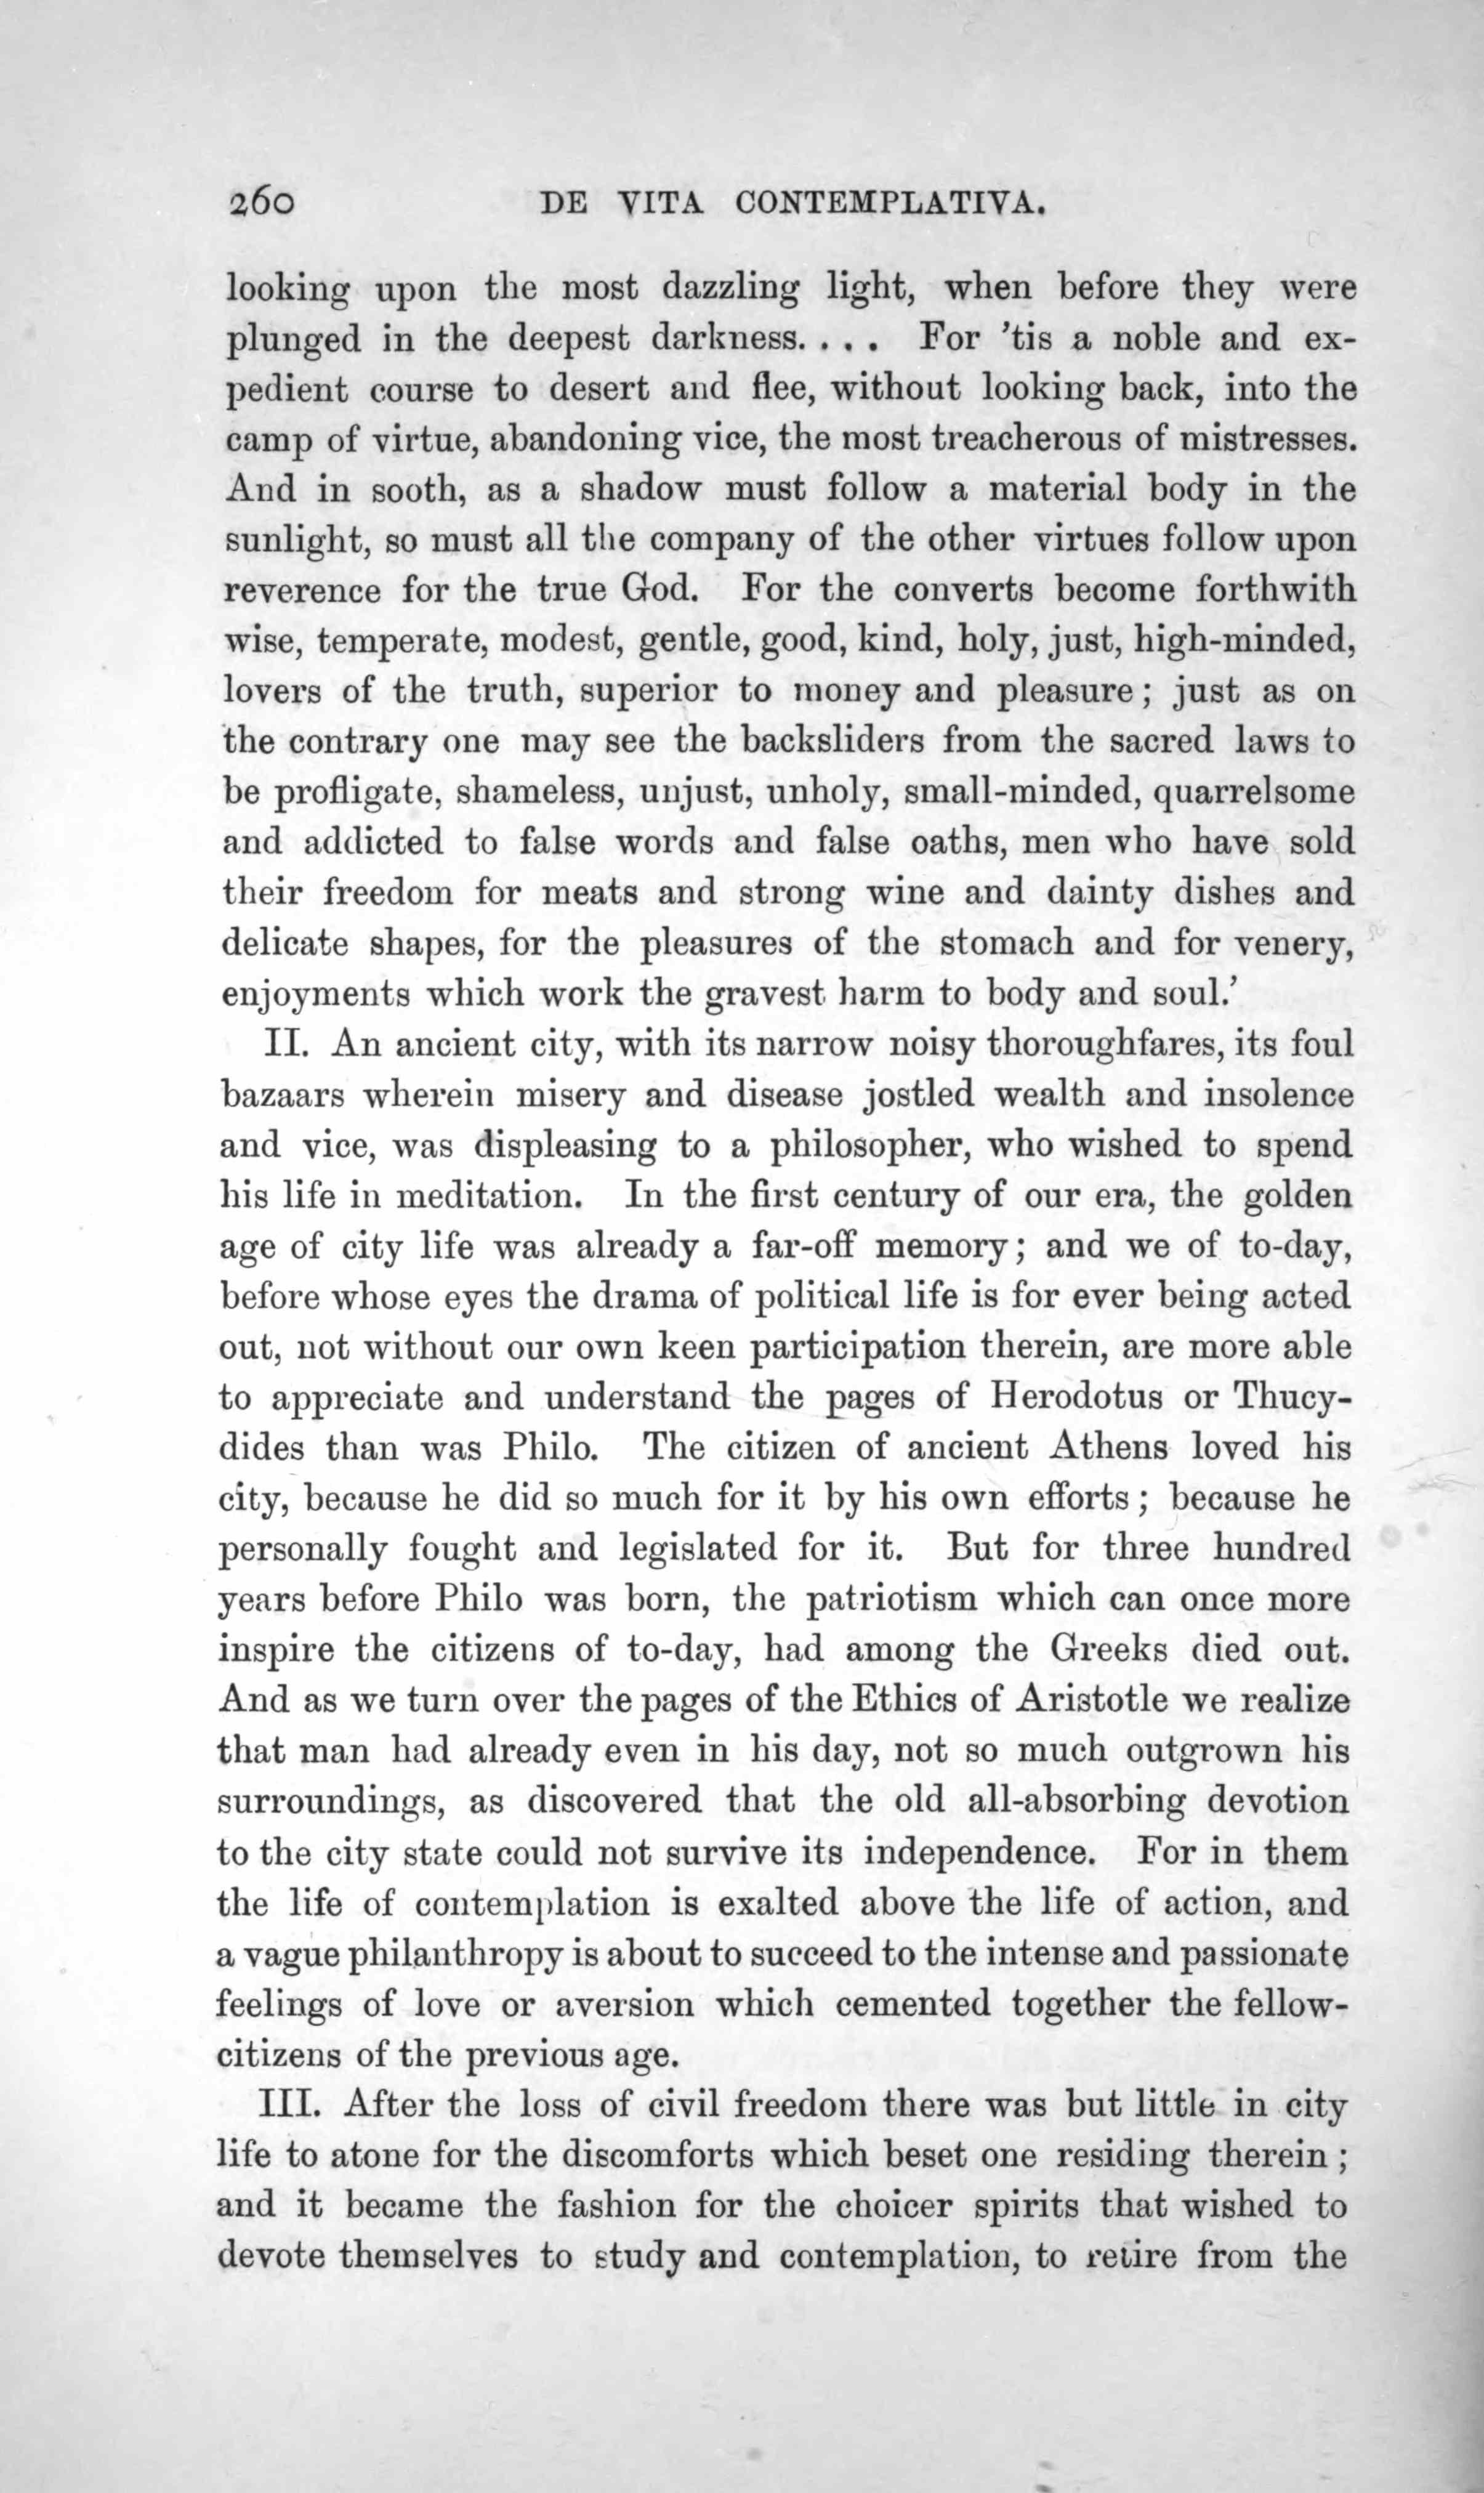 260 DE VITA CONTEMPLATIVA.
looking upon the most dazzling light, when before they were
plunged in the deepest darkness. . . . For 'tis a noble and ex-
pedient course to desert and flee, without looking back, into the
camp of virtue, abandoning vice, the most treacherous of mistresses.
And in sooth, as a shadow must follow a material body in the
sunlight, so must all the company of the other virtues follow upon
reverence for the true God. For the converts become forthwith
wise, temperate, modest, gentle, good, kind, holy, just, high-minded,
lovers of the truth, superior to money and pleasure; just as on
the contrary one may see the backsliders from the sacred laws to
be profligate, shameless, unjust, unholy, small-minded, quarrelsome
and addicted to false words and false oaths, men who have sold
their freedom for meats and strong wine and dainty dishes and
delicate shapes, for the pleasures of the stomach and for venery,
enjoyments which work the gravest harm to body and soul.'
II. An ancient city, with its narrow noisy thoroughfares, its foul
bazaars wherein misery and disease jostled wealth and insolence
and vice, was displeasing to a philosopher, who wished to spend
his life in meditation. In the first century of our era, the golden
age of city life was already a far-off memory; and we of to-day,
before whose eyes the drama of political life is for ever being acted
out, not without our own keen participation therein, are more able
to appreciate and understand the pages of Herodotus or Thucy-
dides than was Philo. The citizen of ancient Athens loved his
city, because he did so much for it by his own efforts; because he
personally fought and legislated for it. But for three hundred
years before Philo was born, the patriotism which can once more
inspire the citizens of to-day, had among the Greeks died out.
And as we turn over the pages of the Ethics of Aristotle we realize
that man had already even in his day, not so much outgrown his
surroundings, as discovered that the old all-absorbing devotion
to the city state could not survive its independence. For in them
the life of contemplation is exalted above the life of action, and
a vague philanthropy is about to succeed to the intense and passionate
feelings of love or aversion which cemented together the fellow-
citizens of the previous age.
III. After the loss of civil freedom there was but little in city
life to atone for the discomforts which beset one residing therein;
and it became the fashion for the choicer spirits that wished to
devote themselves to study and contemplation, to retire from the